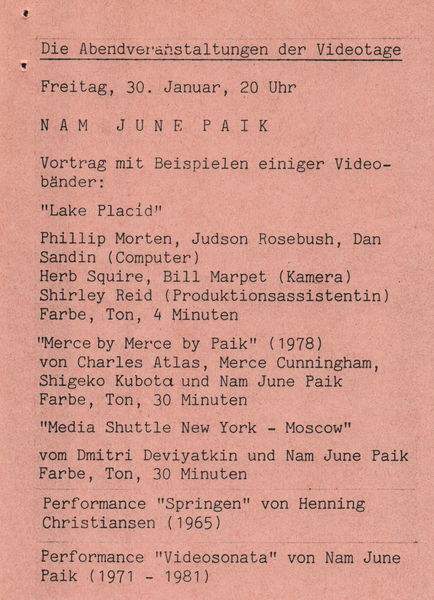 Die Abendveranstaltungen der Videotage
Freitag, 30. Januar, 20 Uhr
N A M   J U N E  P A I K
Vortrag mit Beispielen einiger Video-
bänder:
"Lake Placid"
Phillip Morten, Judson Rosebush, Dan
Sandin (Computer)
Herb Squire, Bill Marpet (Kamera)
Shirley Reid (Produktionsassistentin)
Farbe, Ton, 4 Minuten
"Merce by Merce by Paik" (1978)
von Charles Atlas, Merce Cunningham,
Shigeko Kubota und Nam June Paik
Farbe, Ton, 30 Minuten
"Media Shuttle New York - Moscow"
vom Dmitri Deviyatkin und Nam June Paik
Farbe, Ton, 30 Minuten
Performance "Springen" von Henning
Christiansen (1965)
Performance "Videosonata" von Nam June
Paik (1971 - 1981)